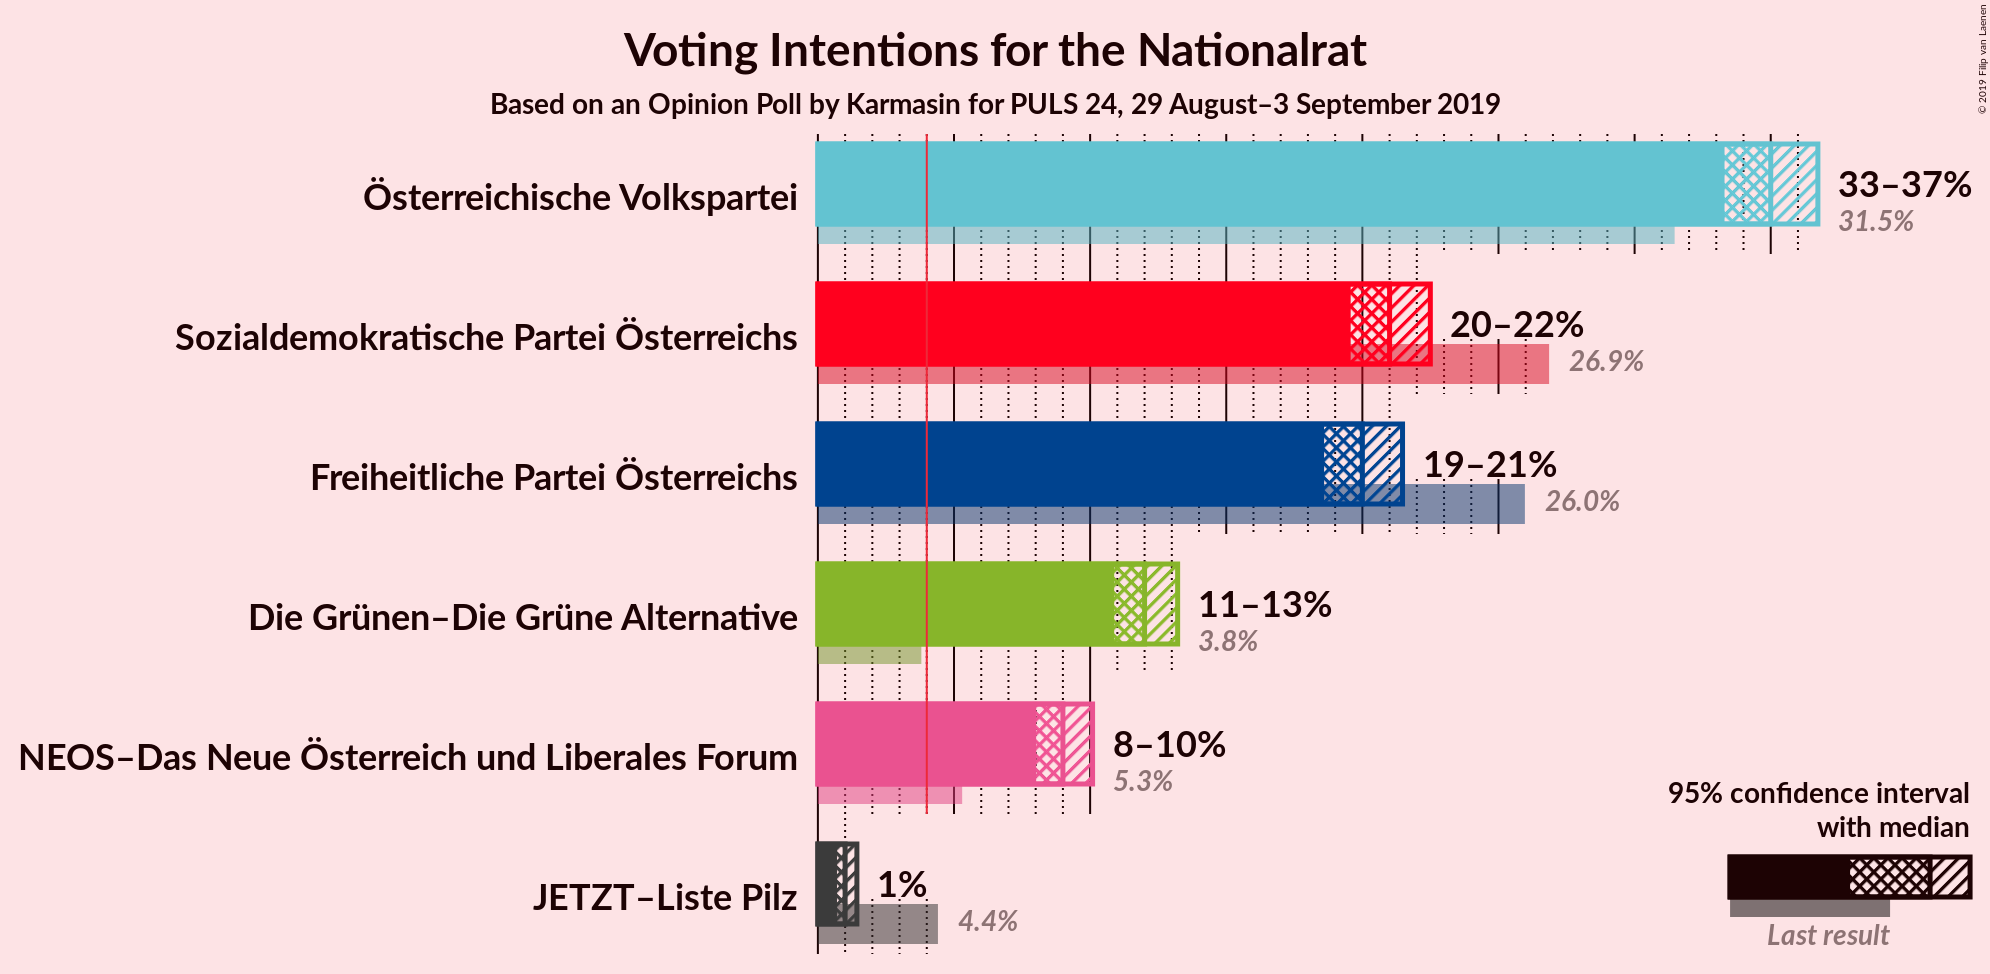 Voting Intentions for the Nationalrat
Based on an Opinion Poll by Karmasin for PULS 24, 29 August–3 September 2019
© 2019 Filip van Laenen
Österreichische Volkspartei
33–37%
31.5%
Sozialdemokratische Partei Österreichs
20–22%
26.9%
Freiheitliche Partei Österreichs
19–21%
26.0%
Die Grünen–Die Grüne Alternative
11–13%
3.8%
NEOS–Das Neue Österreich und Liberales Forum
8–10%
5.3%
JETZT–Liste Pilz
1%
4.4%
95% confidence interval
with median
Last result